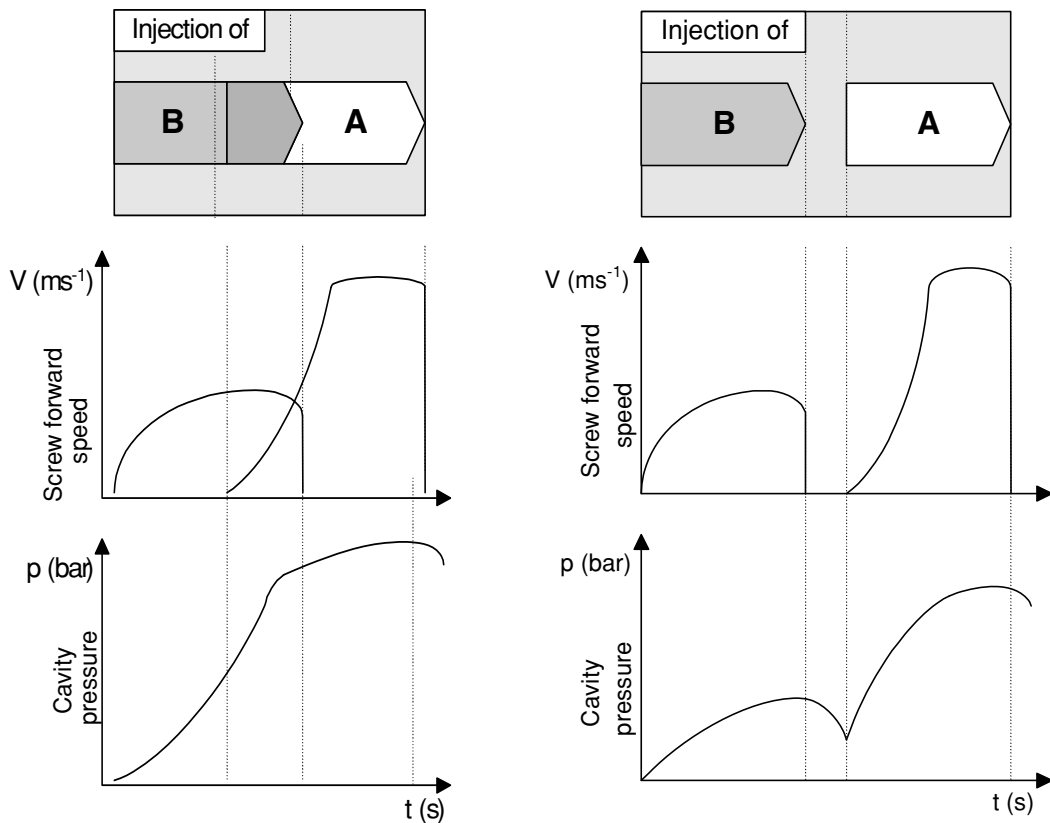 Injection of
B
A
V (ms⁻¹)
Screw forward
speed
p (bar)
Cavity
pressure
t (s)
Injection of
B
A
V (ms⁻¹)
Screw forward
speed
p (bar)
Cavity
pressure
t (s)